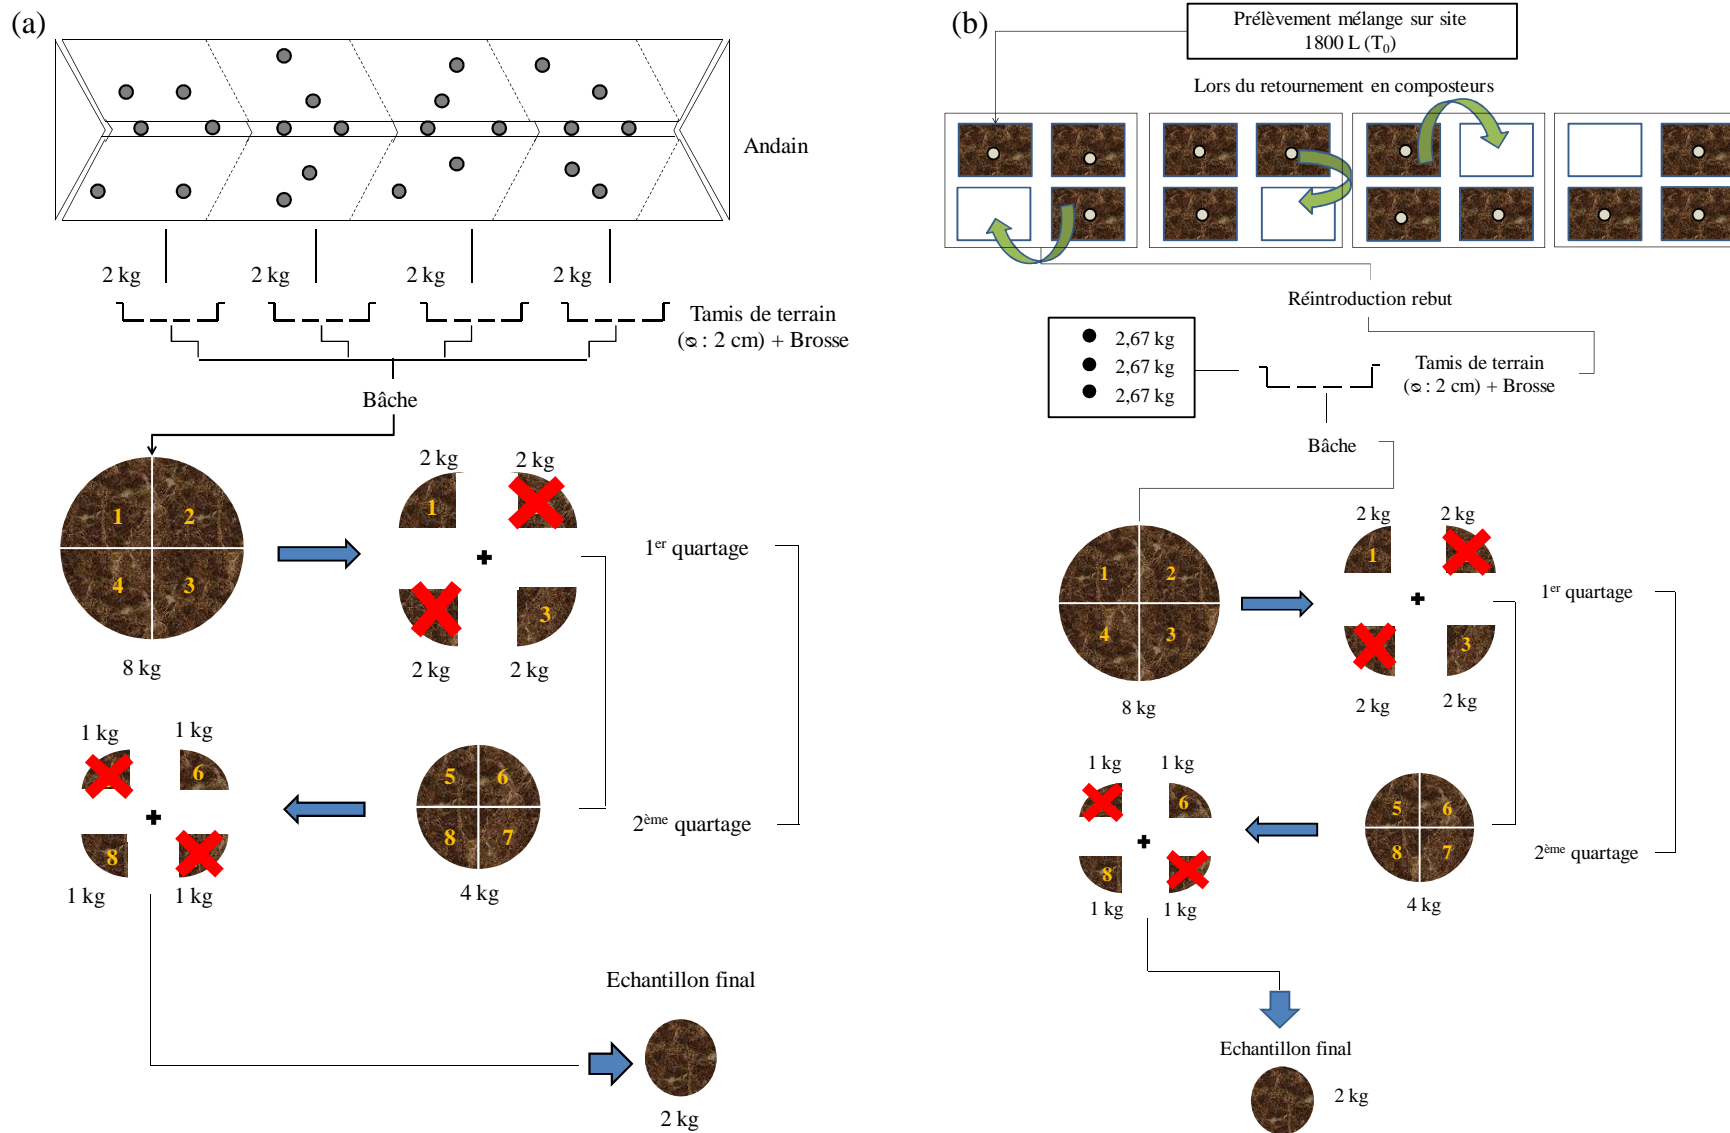 (a)
Andain
2 kg
2 kg
2 kg
2 kg
Tamis de terrain
(ᴓ : 2 cm) + Brosse
Bâche
1
2
4
3
8 kg
2 kg
2 kg
1
3
2 kg
2 kg
1er quartage
2ème quartage
1 kg
1 kg
6
8
1 kg
1 kg
5
6
8
7
4 kg
Echantillon final
2 kg
(b)
Prélèvement mélange sur site
1800 L (T0)
Lors du retournement en composteurs
Réintroduction rebut
2,67 kg
2,67 kg
2,67 kg
Tamis de terrain
(ᴓ : 2 cm) + Brosse
Bâche
1
2
4
3
8 kg
2 kg
2 kg
1
3
2 kg
2 kg
1er quartage
2ème quartage
1 kg
1 kg
6
8
1 kg
1 kg
5
6
8
7
4 kg
Echantillon final
2 kg